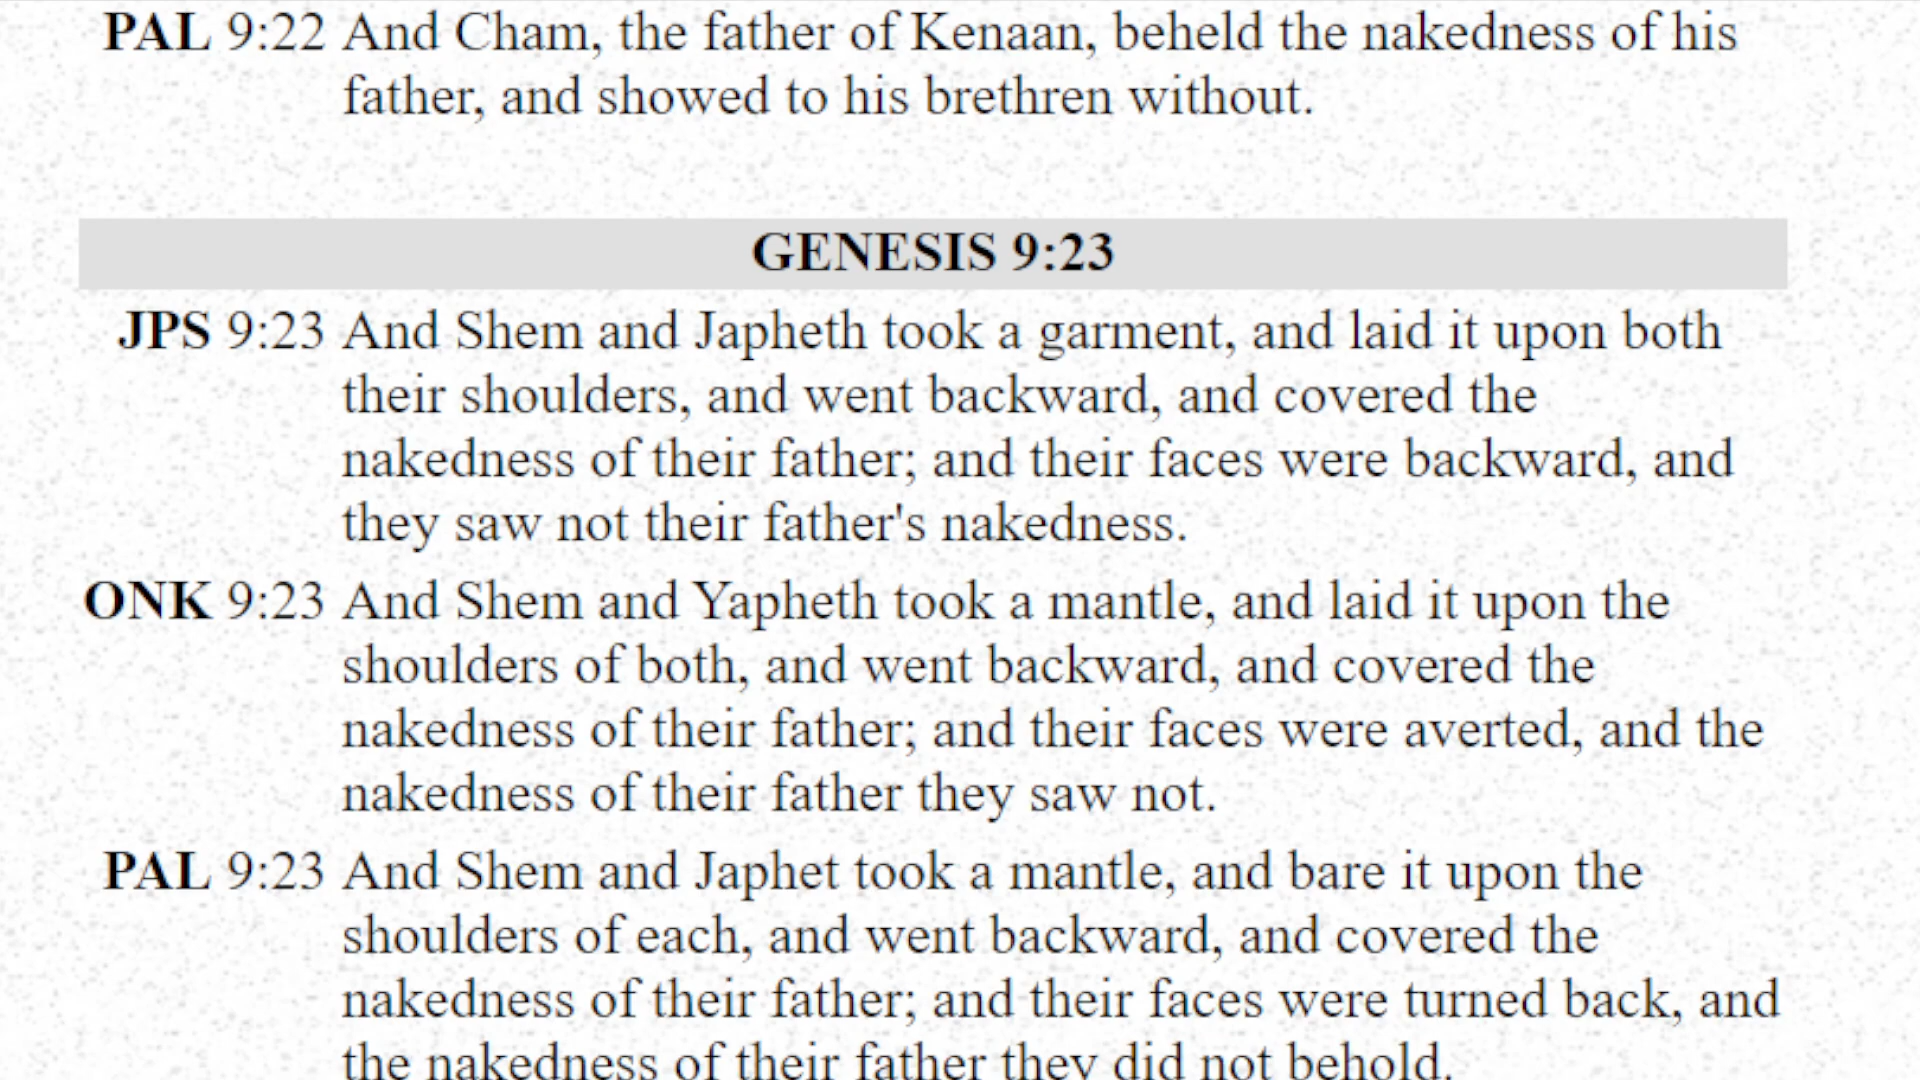 PAL 9:22 And Cham, the father of Kenaan, beheld the nakedness of his
father, and showed to his brethren without.
GENESIS 9:23
JPS 9:23 And Shem and Japheth took a garment, and laid it upon both
their shoulders, and went backward, and covered the
nakedness of their father; and their faces were backward, and
they saw not their father's nakedness.
ONK 9:23 And Shem and Yapheth took a mantle, and laid it upon the
shoulders of both, and went backward, and covered the
nakedness of their father; and their faces were averted, and the
nakedness of their father they saw not.
PAL 9:23 And Shem and Japhet took a mantle, and bare it upon the
shoulders of each, and went backward, and covered the
nakedness of their father; and their faces were turned back, and
the nakedness of their father they did not behold.